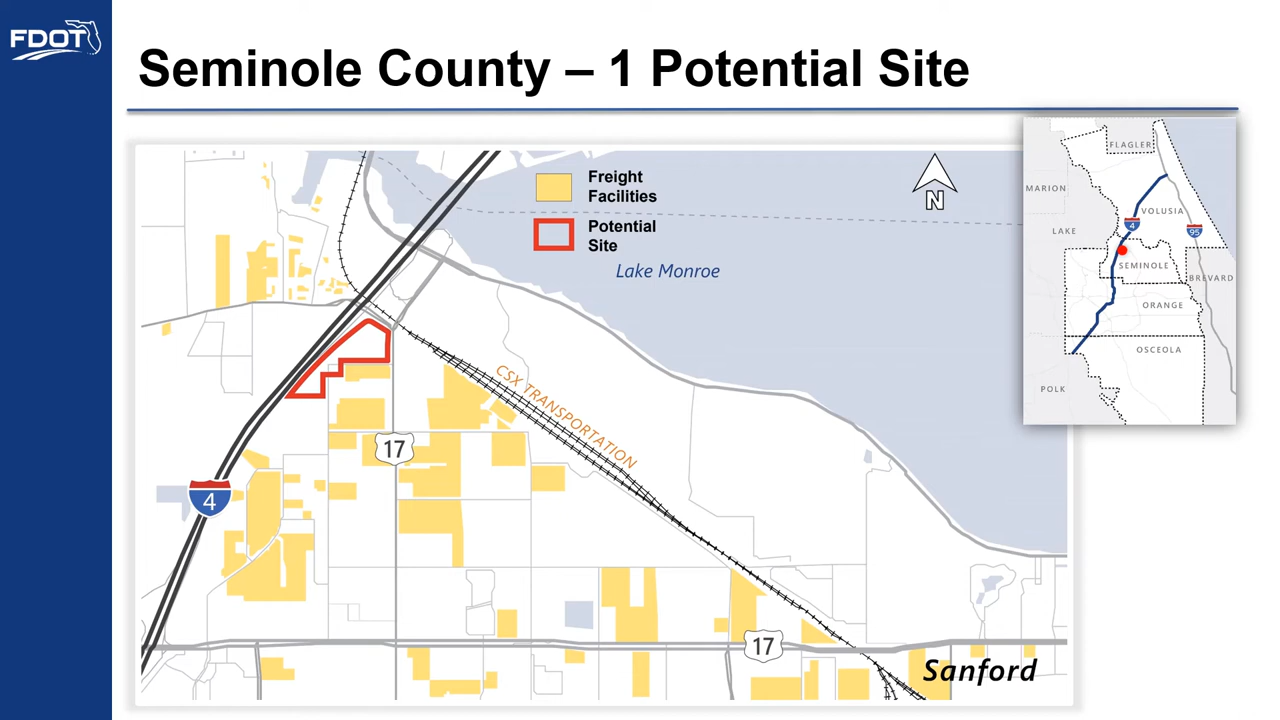 FDOT
Seminole County – 1 Potential Site
Freight
Facilities
Potential
Site
N
Lake Monroe
CSX TRANSPORTATION
17
4
17
Sanford
FLAGLER
MARION
VOLUSIA
4
LAKE
95
SEMINOLE
BREVARD
ORANGE
OSCEOLA
POLK